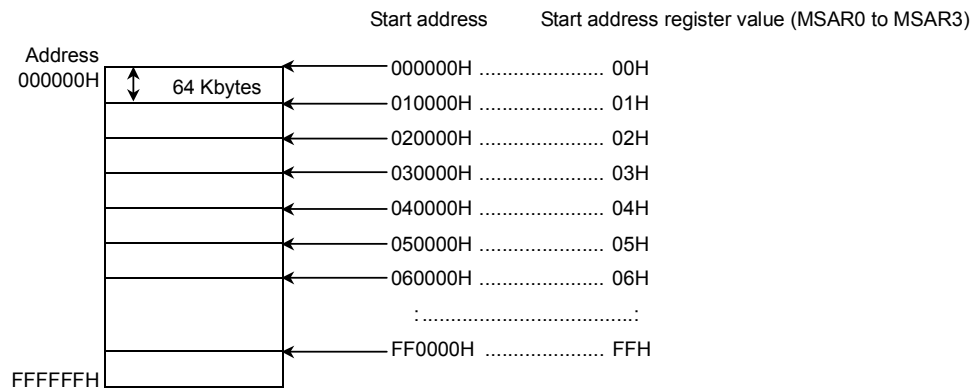 Start address Start address register value (MSAR0 to MSAR3)
Address
000000H
64 Kbytes
000000H ...................... 00H
010000H ...................... 01H
020000H ...................... 02H
030000H ...................... 03H
040000H ...................... 04H
050000H ...................... 05H
060000H ...................... 06H
: .....................................:
FF0000H ..................... FFH
FFFFFFH